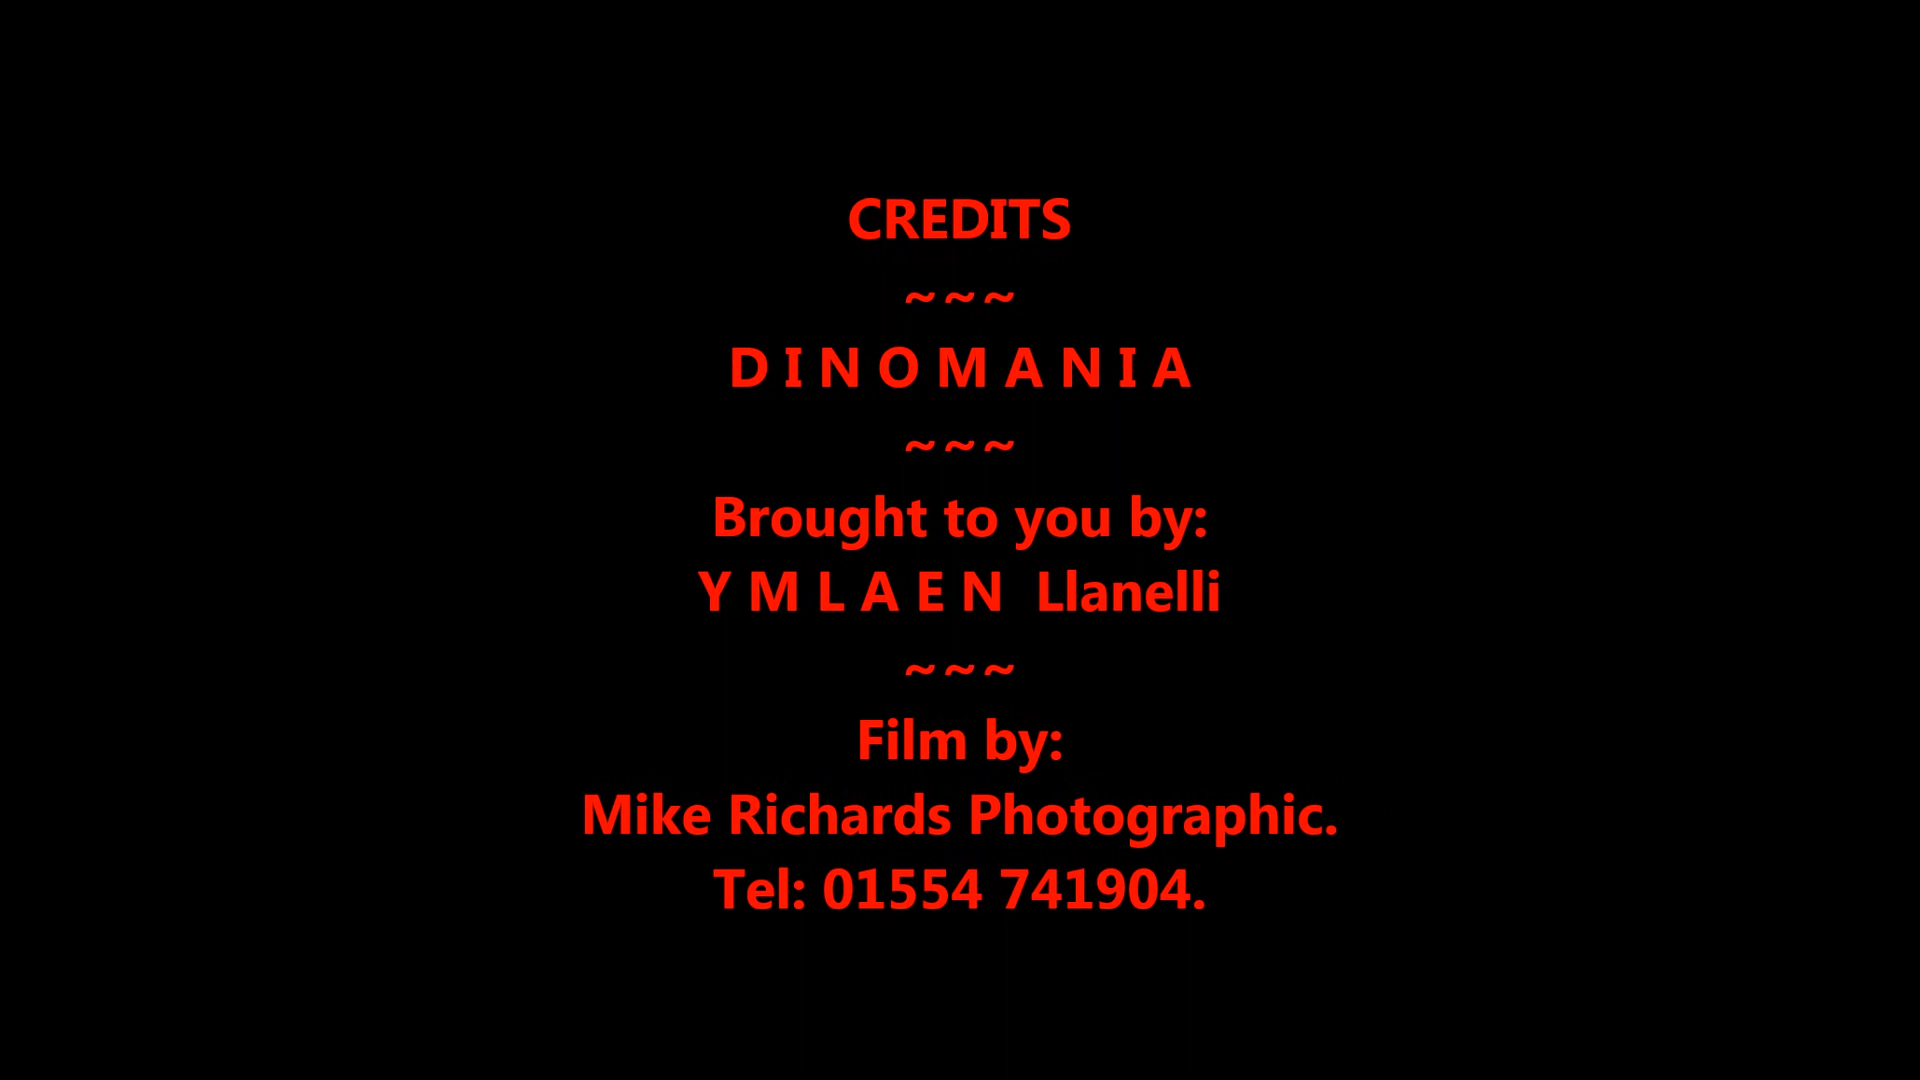 CREDITS
~~~
D I N O M A N I A
~~~
Brought to you by:
Y M L A E N  Llanelli
~~~
Film by:
Mike Richards Photographic.
Tel: 01554 741904.